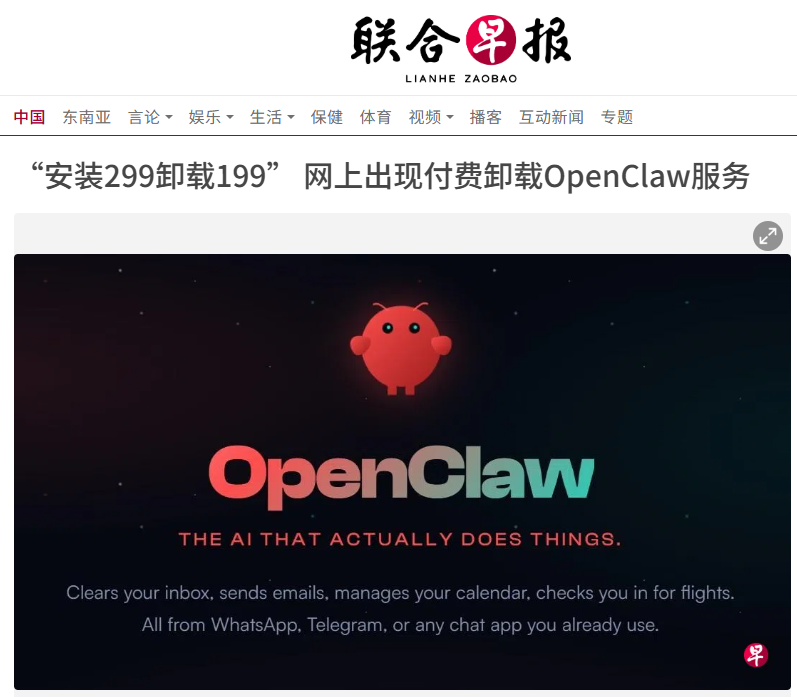 联合早报
LIANHE ZAOBAO
中国 东南亚 言论 娱乐 生活 保健 体育 视频 播客 互动新闻 专题
“安装299卸载199” 网上出现付费卸载OpenClaw服务
OpenClaw
THE AI THAT ACTUALLY DOES THINGS.
Clears your inbox, sends emails, manages your calendar, checks you in for flights.
All from WhatsApp, Telegram, or any chat app you already use.
早